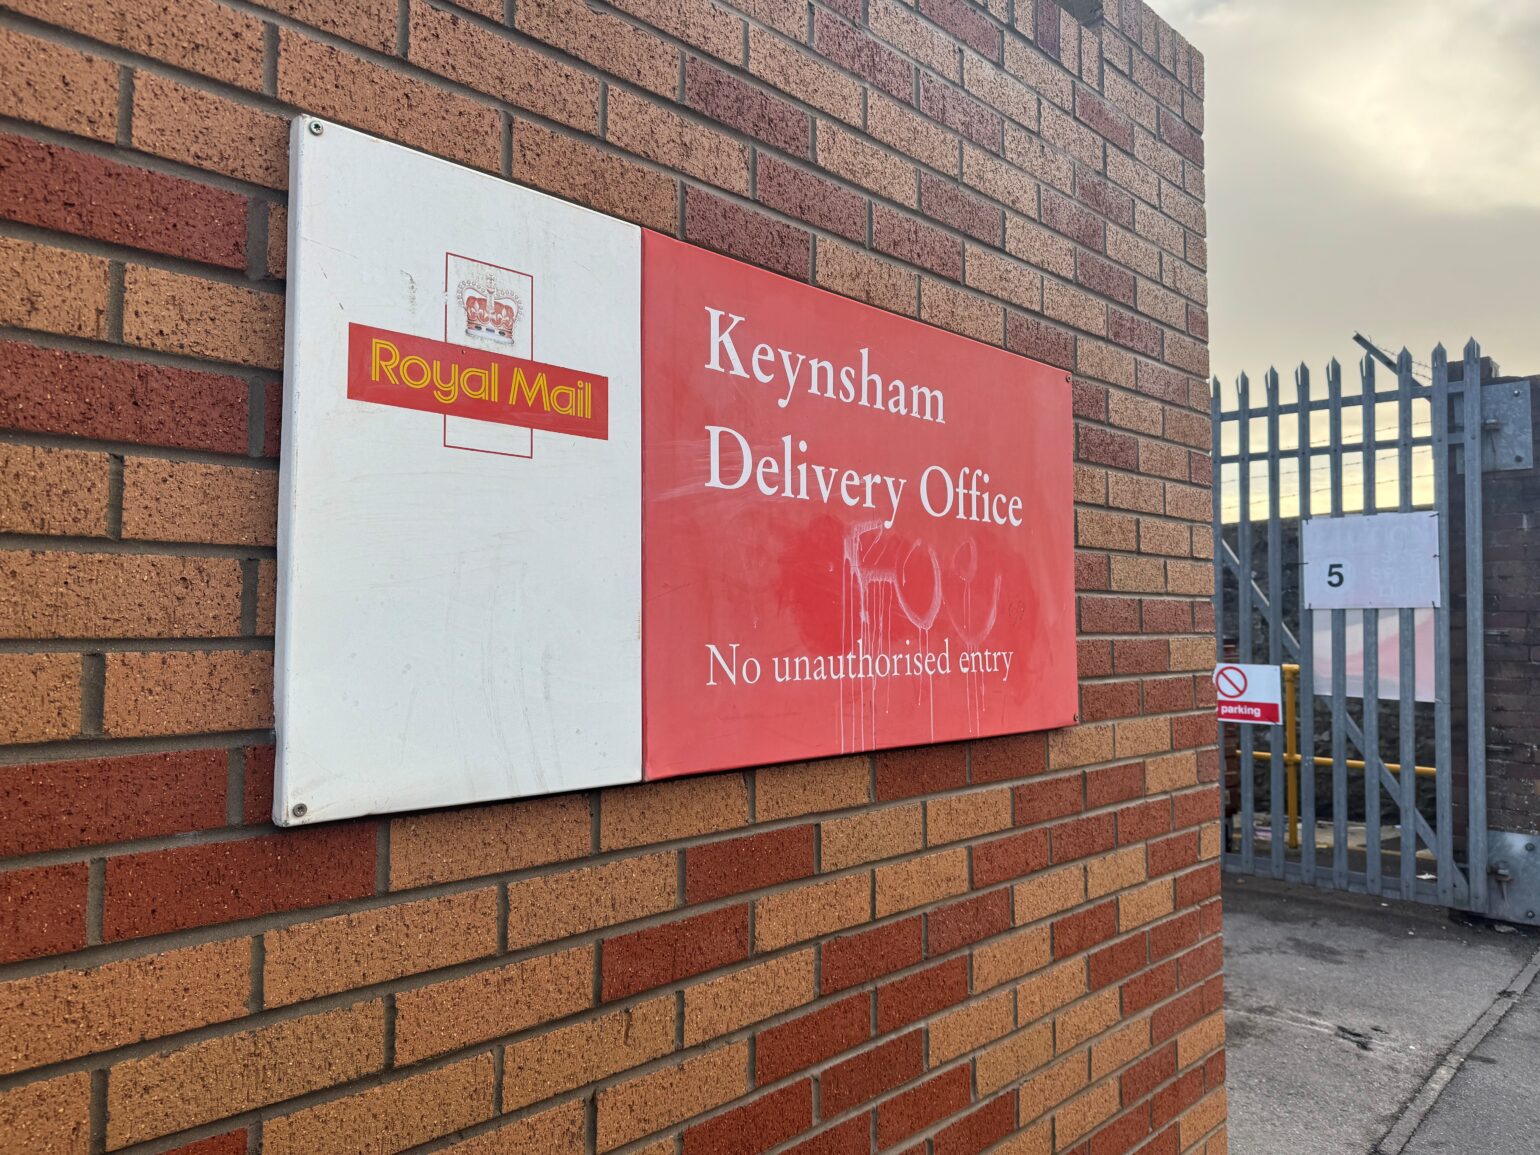 Royal Mail
Keynsham
Delivery Office
No unauthorised entry
5
parking